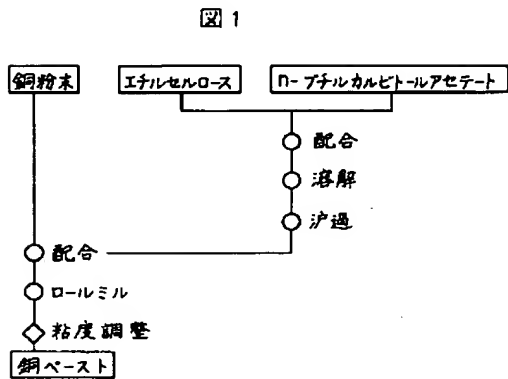 図1
銅粉末
エチルセルロース
n-ブチルカルビトールアセテート
配合
溶解
沪過
配合
ロールミル
粘度調整
銅ペースト